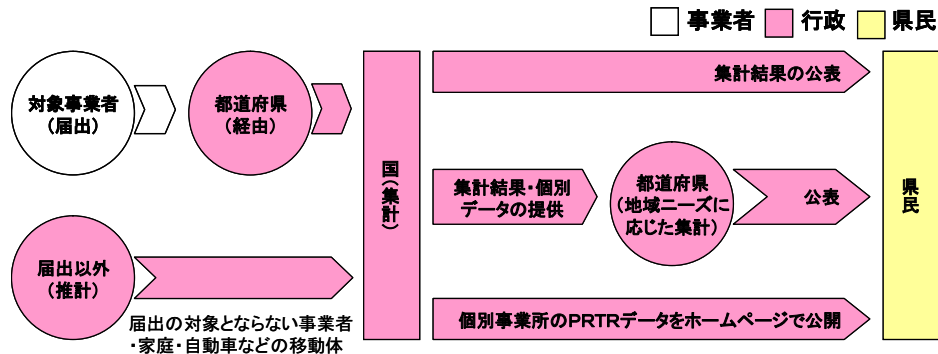 事業者 行政 県民
対象事業者
(届出)
都道府県
(経由)
国(集計)
集計結果の公表
集計結果・個別
データの提供
都道府県
(地域ニーズに
応じた集計)
公表
県民
届出以外
(推計)
届出の対象とならない事業者
・家庭・自動車などの移動体
個別事業所のPRTRデータをホームページで公開